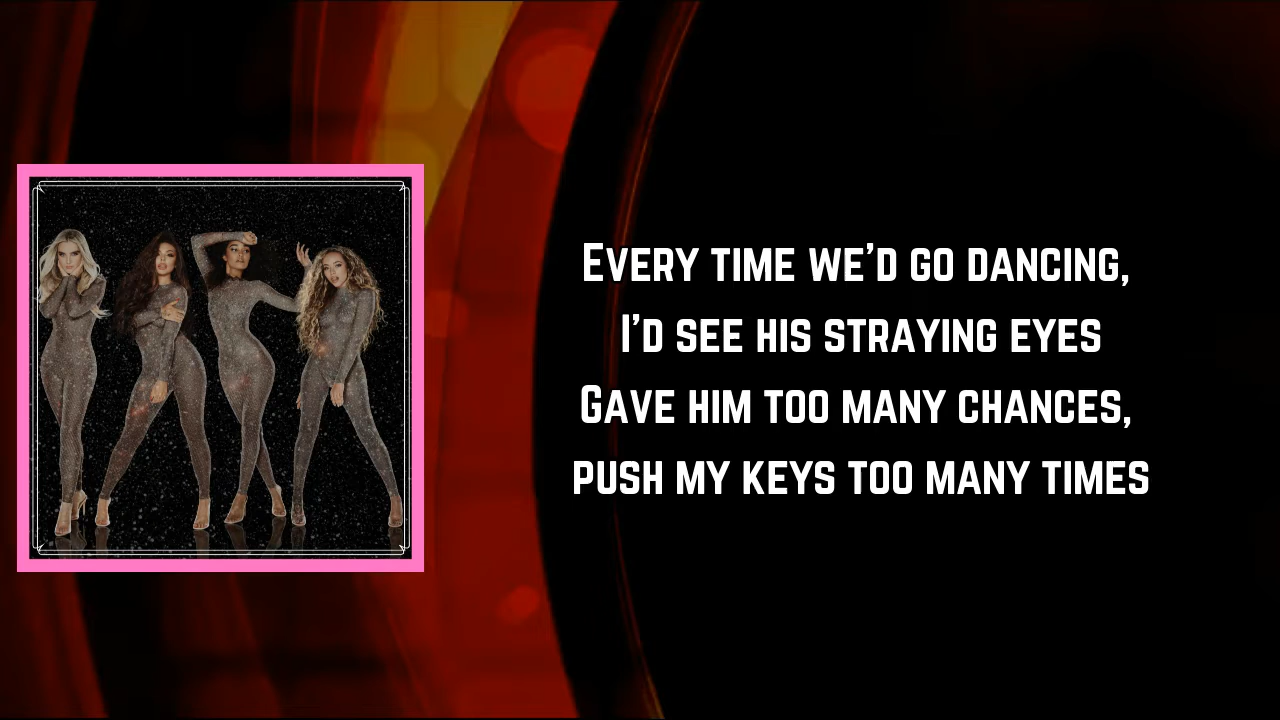 Every time we'd go dancing,
I'd see his straying eyes
Gave him too many chances,
push my keys too many times